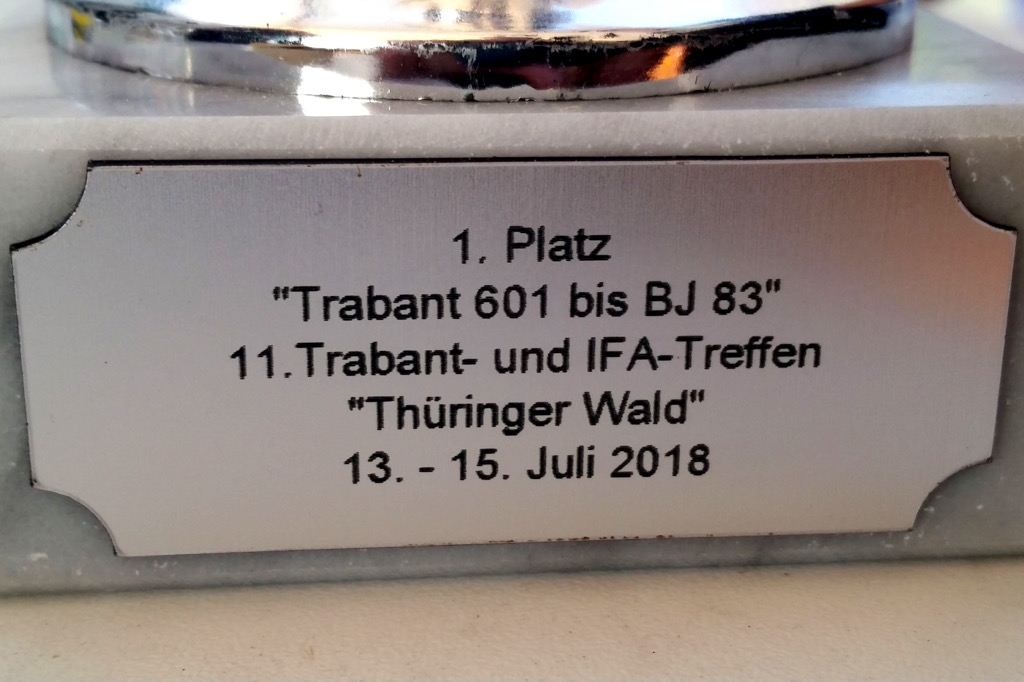 1. Platz
"Trabant 601 bis BJ 83"
11.Trabant- und IFA-Treffen
"Thüringer Wald"
13. - 15. Juli 2018